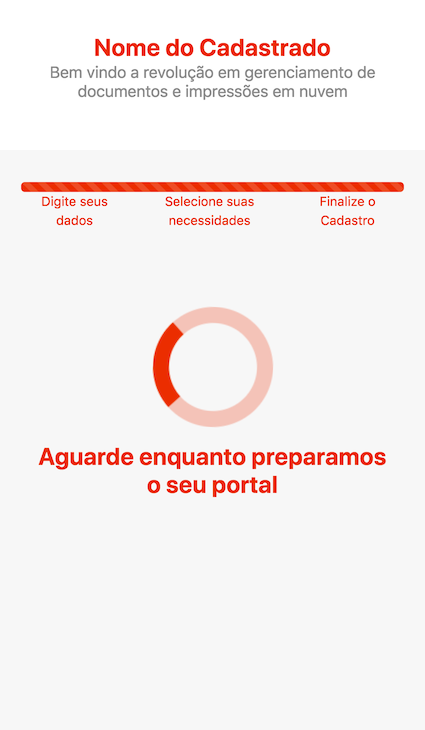 Nome do Cadastrado
Bem vindo a revolução em gerenciamento de
documentos e impressões em nuvem
Digite seus
dados
Selecione suas
necessidades
Finalize o
Cadastro
Aguarde enquanto preparamos
o seu portal